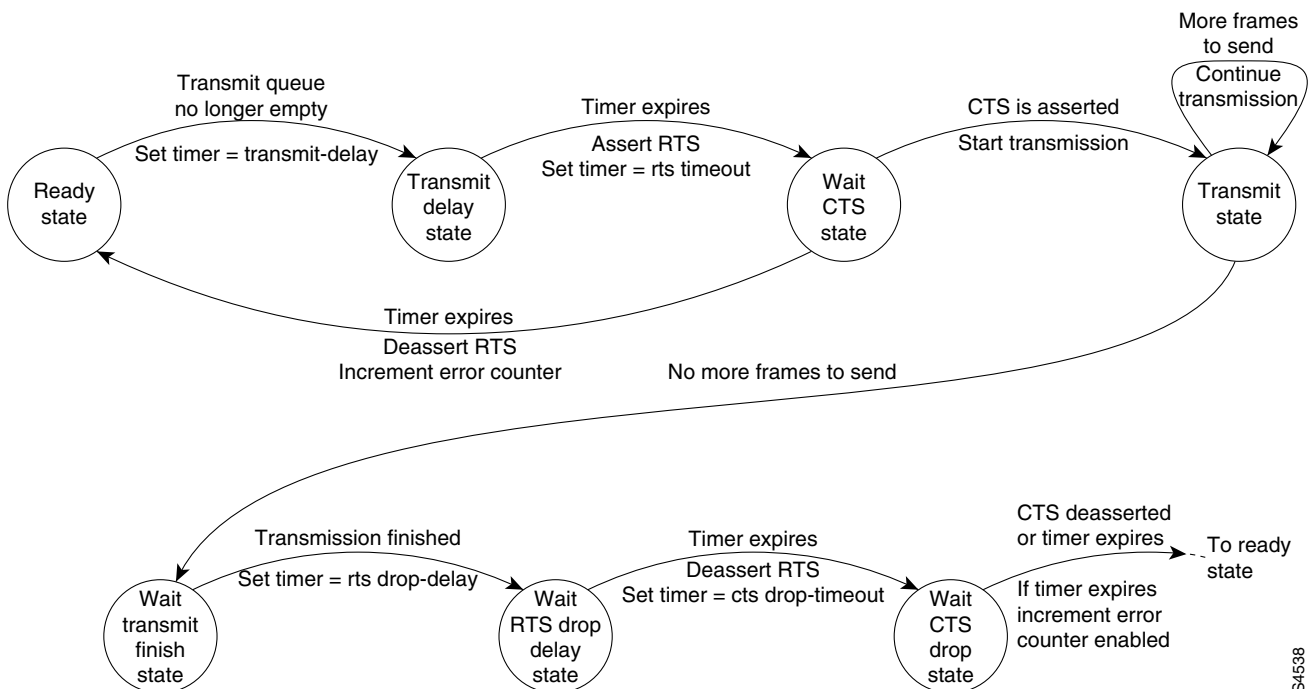 More frames
to send
Continue
transmission
Transmit queue
no longer empty
Set timer = transmit-delay
Timer expires
Assert RTS
Set timer = rts timeout
CTS is asserted
Start transmission
Ready
state
Transmit
delay
state
Wait
CTS
state
Transmit
state
Timer expires
Deassert RTS
Increment error counter
No more frames to send
Transmission finished
Set timer = rts drop-delay
Timer expires
Deassert RTS
Set timer = cts drop-timeout
CTS deasserted
or timer expires
To ready
state
If timer expires
increment error
counter enabled
Wait
transmit
finish
state
Wait
RTS drop
delay
state
Wait
CTS
drop
state
S4538